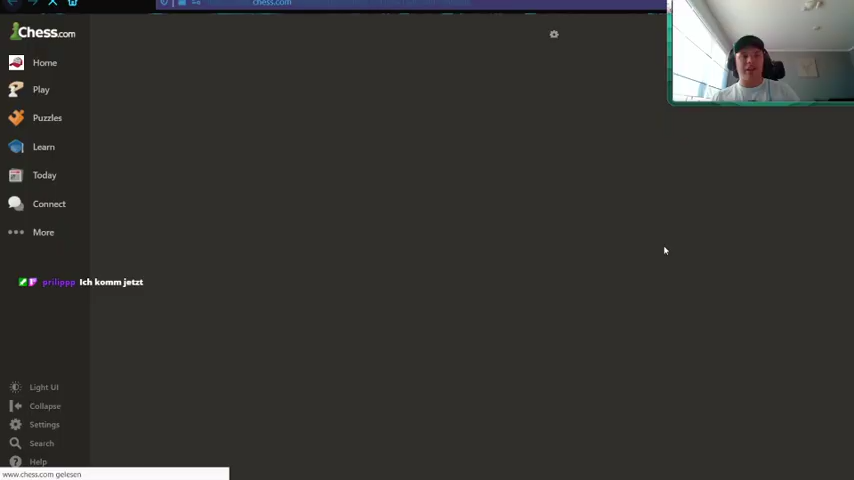 chess.com
Chess.com
Home
Play
Puzzles
Learn
Today
Connect
More
prilippp Ich komm jetzt
Light UI
Collapse
Settings
Search
Help
www.chess.com gelesen